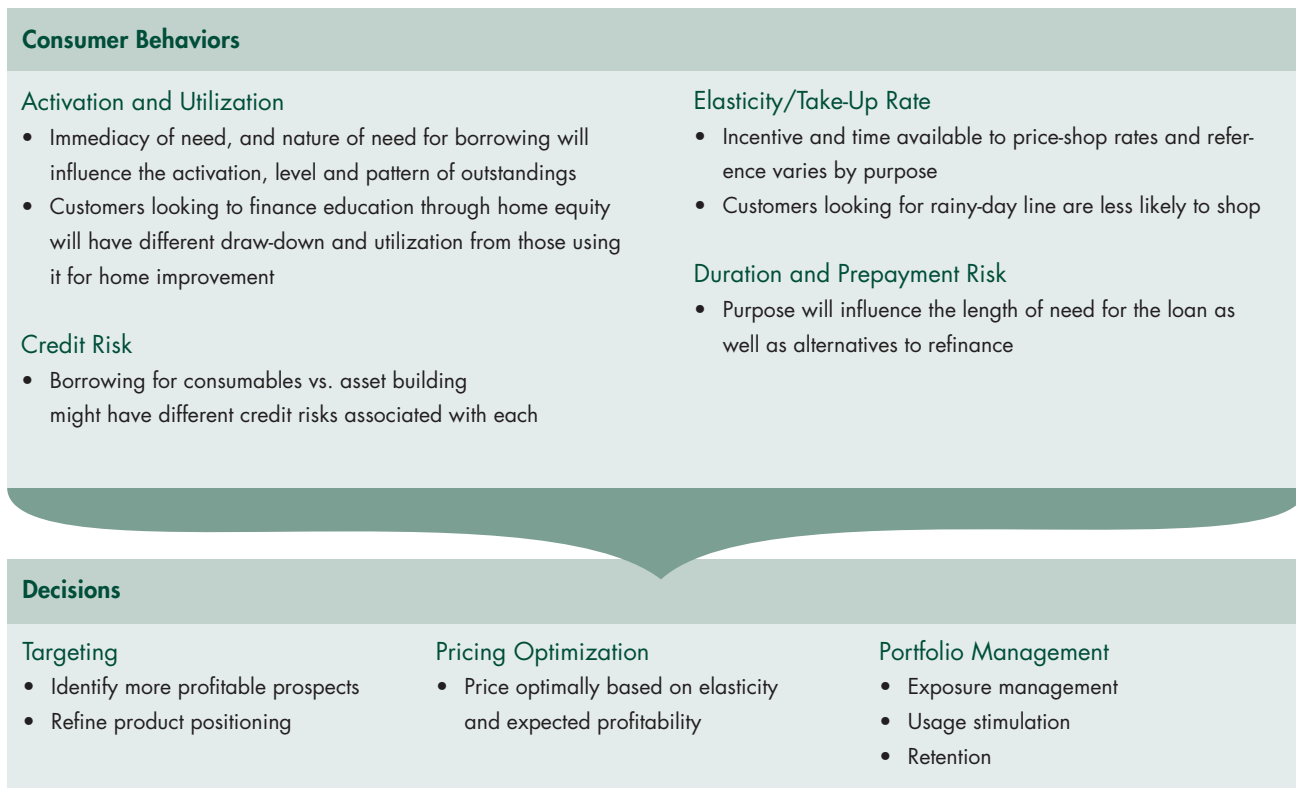 Consumer Behaviors
Activation and Utilization
• Immediacy of need, and nature of need for borrowing will
influence the activation, level and pattern of outstandings
• Customers looking to finance education through home equity
will have different draw-down and utilization from those using
it for home improvement
Credit Risk
• Borrowing for consumables vs. asset building
might have different credit risks associated with each
Elasticity/Take-Up Rate
• Incentive and time available to price-shop rates and refer-
ence varies by purpose
• Customers looking for rainy-day line are less likely to shop
Duration and Prepayment Risk
• Purpose will influence the length of need for the loan as
well as alternatives to refinance
Decisions
Targeting
• Identify more profitable prospects
• Refine product positioning
Pricing Optimization
• Price optimally based on elasticity
and expected profitability
Portfolio Management
• Exposure management
• Usage stimulation
• Retention